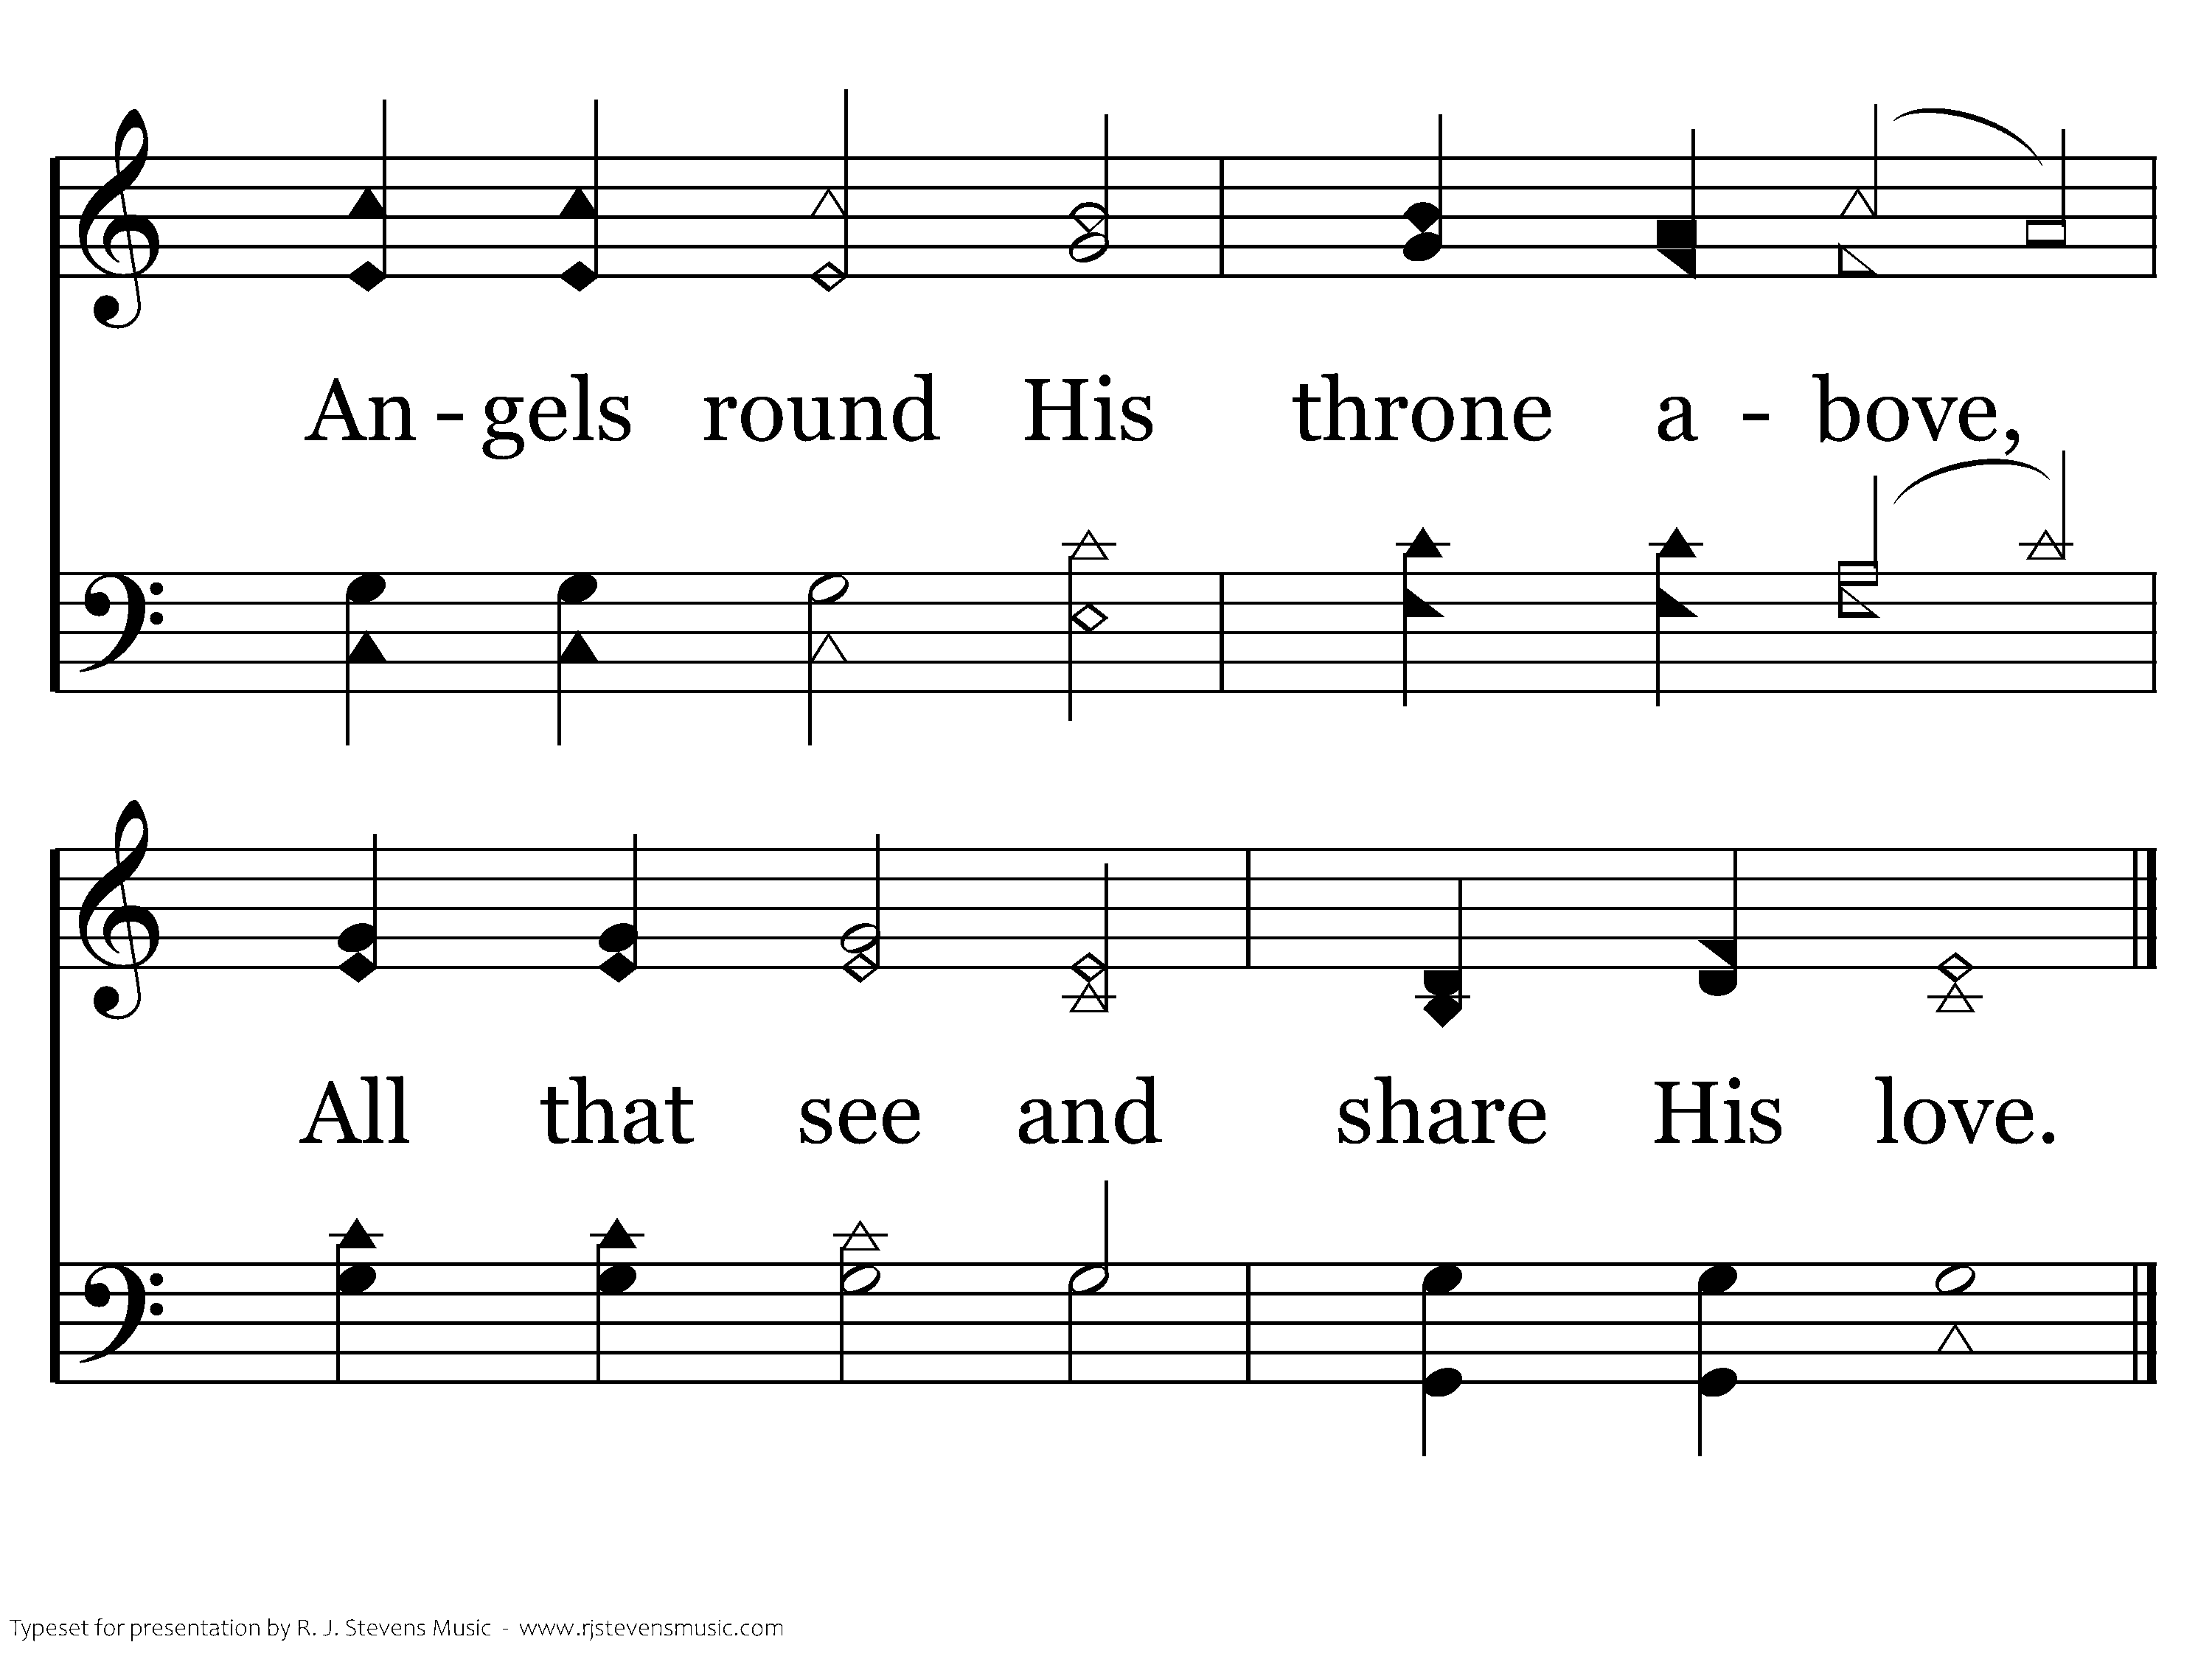 An - gels round His throne a - bove,
All that see and share His love.
Typeset for presentation by R. J. Stevens Music - www.rjstevensmusic.com